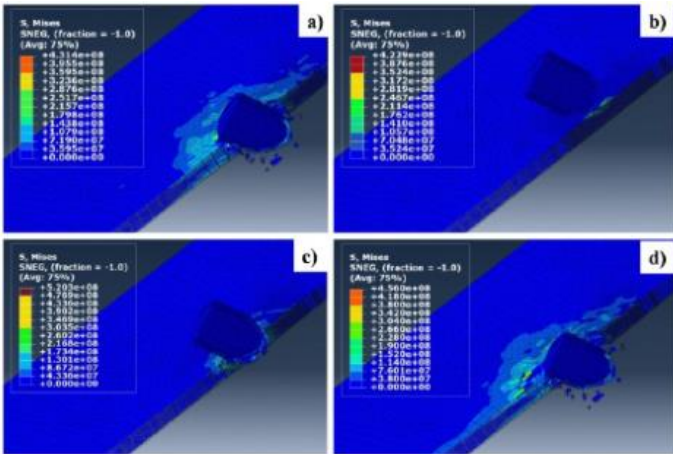 a)
S, Mises
SNEG, (fraction = -1.0)
(Avg: 75%)
+4.314e+08
+3.955e+08
+3.595e+08
+3.236e+08
+2.876e+08
+2.517e+08
+2.157e+08
+1.798e+08
+1.438e+08
+1.079e+08
+7.190e+07
+3.595e+07
+0.000e+00
b)
S, Mises
SNEG, (fraction = -1.0)
(Avg: 75%)
+4.229e+08
+3.876e+08
+3.524e+08
+3.172e+08
+2.819e+08
+2.467e+08
+2.114e+08
+1.762e+08
+1.410e+08
+1.057e+08
+7.048e+07
+3.524e+07
+0.000e+00
c)
S, Mises
SNEG, (fraction = -1.0)
(Avg: 75%)
+5.203e+08
+4.769e+08
+4.336e+08
+3.902e+08
+3.469e+08
+3.035e+08
+2.602e+08
+2.168e+08
+1.734e+08
+1.301e+08
+8.672e+07
+4.336e+07
+0.000e+00
d)
S, Mises
SNEG, (fraction = -1.0)
(Avg: 75%)
+4.560e+08
+4.180e+08
+3.800e+08
+3.420e+08
+3.040e+08
+2.660e+08
+2.280e+08
+1.900e+08
+1.520e+08
+1.140e+08
+7.601e+07
+3.800e+07
+0.000e+00